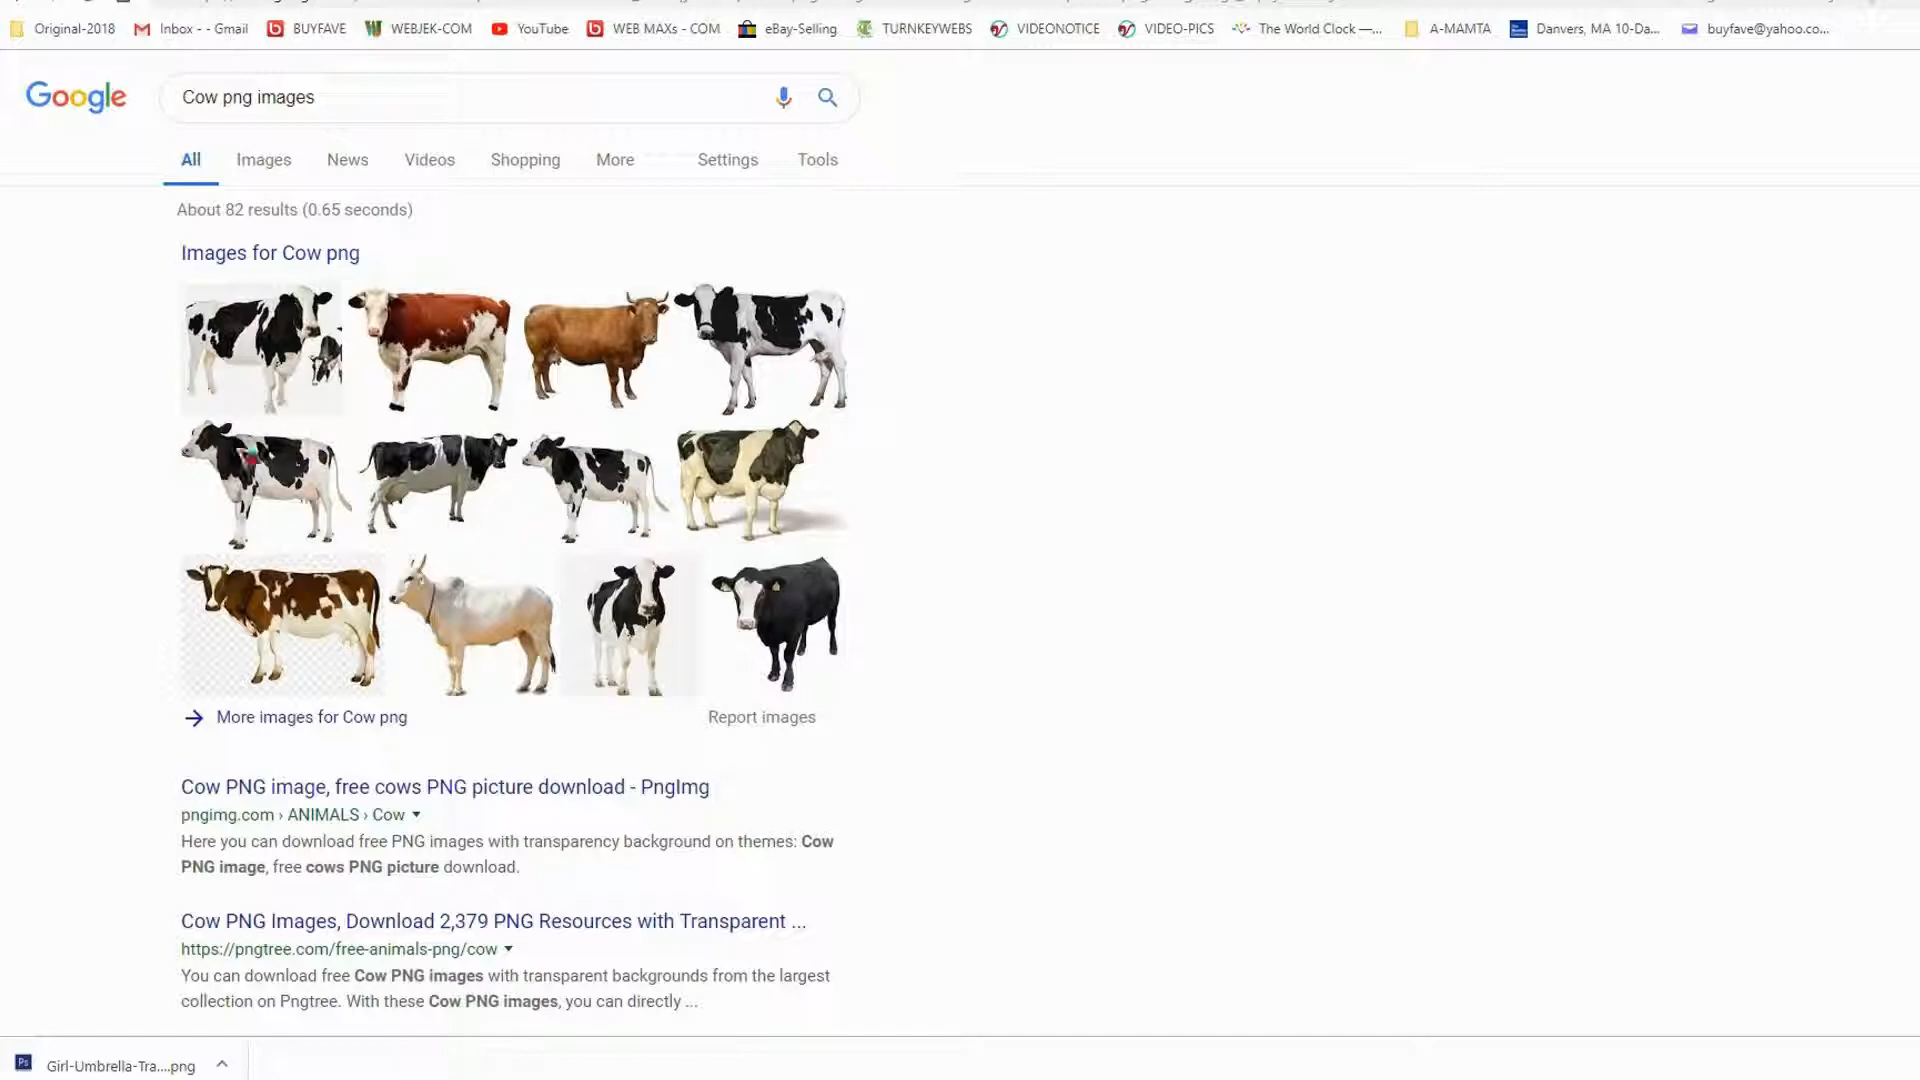 Original-2018 Inbox - - Gmail BUYFAVE WEBJEK-COM YouTube WEB MAXs - COM eBay-Selling TURNKEYWEBS VIDEONOTICE VIDEO-PICS The World Clock —... A-MAMTA Danvers, MA 10-Da... buyfave@yahoo.co...
Google Cow png images
All Images News Videos Shopping More Settings Tools
About 82 results (0.65 seconds)
Images for Cow png
More images for Cow png Report images
Cow PNG image, free cows PNG picture download - PngImg
pngimg.com › ANIMALS › Cow
Here you can download free PNG images with transparency background on themes: Cow
PNG image, free cows PNG picture download.
Cow PNG Images, Download 2,379 PNG Resources with Transparent ...
https://pngtree.com/free-animals-png/cow
You can download free Cow PNG images with transparent backgrounds from the largest
collection on Pngtree. With these Cow PNG images, you can directly ...
Ps Girl-Umbrella-Tra....png